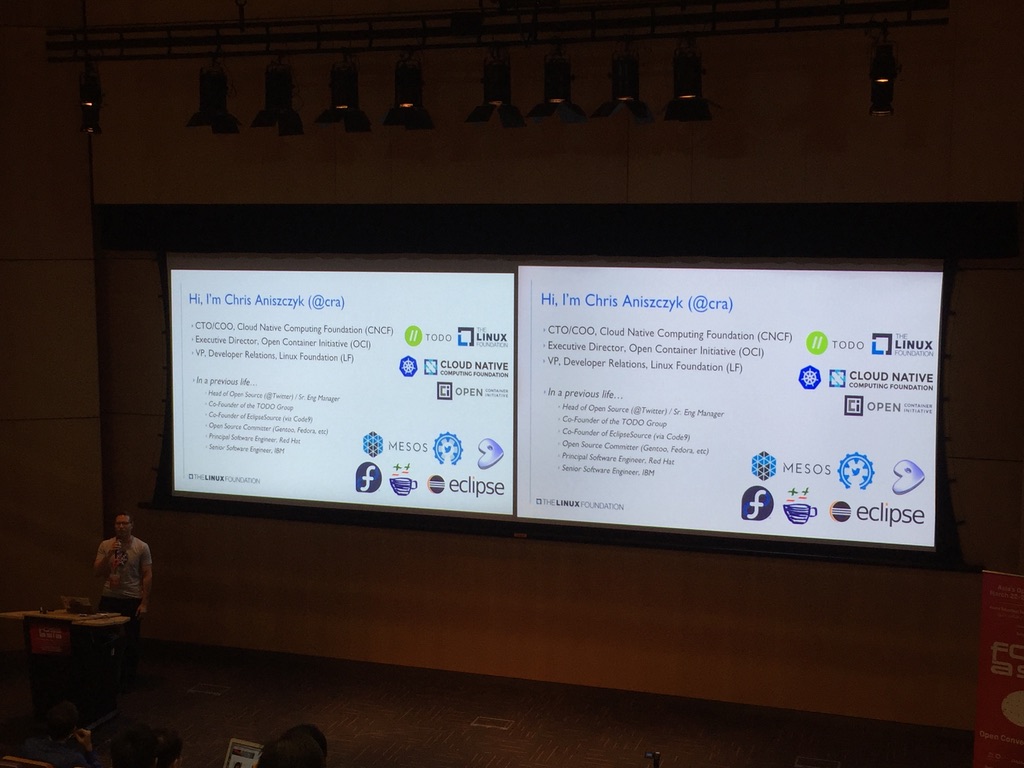 Hi, I'm Chris Aniszczyk (@cra)
CTO/COO, Cloud Native Computing Foundation (CNCF)
Executive Director, Open Container Initiative (OCI)
VP, Developer Relations, Linux Foundation (LF)
In a previous life…
Head of Open Source (@Twitter) / Sr. Eng Manager
Co-Founder of the TODO Group
Co-Founder of EclipseSource (via Code9)
Open Source Committer (Gentoo, Fedora, etc)
Principal Software Engineer, Red Hat
Senior Software Engineer, IBM
TODO
THE
LINUX
FOUNDATION
CLOUD NATIVE
COMPUTING FOUNDATION
OPEN CONTAINER
INITIATIVE
MESOS
eclipse
THE LINUX FOUNDATION
Hi, I'm Chris Aniszczyk (@cra)
CTO/COO, Cloud Native Computing Foundation (CNCF)
Executive Director, Open Container Initiative (OCI)
VP, Developer Relations, Linux Foundation (LF)
In a previous life…
Head of Open Source (@Twitter) / Sr. Eng Manager
Co-Founder of the TODO Group
Co-Founder of EclipseSource (via Code9)
Open Source Committer (Gentoo, Fedora, etc)
Principal Software Engineer, Red Hat
Senior Software Engineer, IBM
TODO
THE
LINUX
FOUNDATION
CLOUD NATIVE
COMPUTING FOUNDATION
OPEN CONTAINER
INITIATIVE
MESOS
eclipse
THE LINUX FOUNDATION
Open